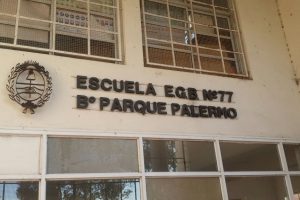 ESCUELA E.G.B. Nº77
Bº PARQUE PALERMO